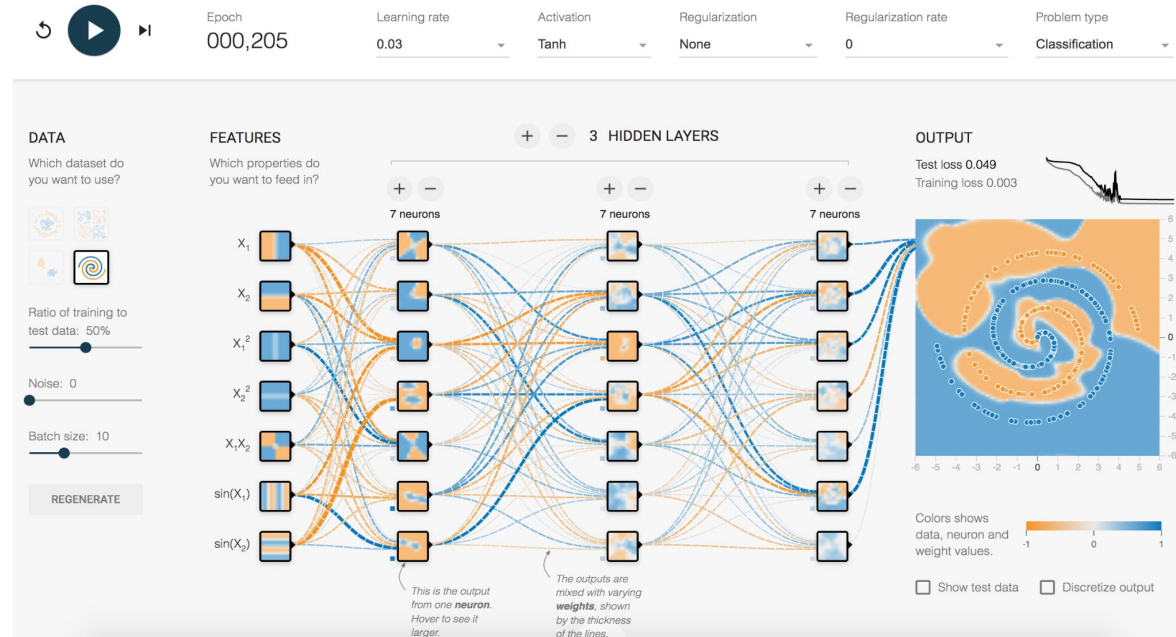 Epoch
000,205
Learning rate
0.03
Activation
Tanh
Regularization
None
Regularization rate
0
Problem type
Classification
DATA
Which dataset do
you want to use?
Ratio of training to
test data: 50%
Noise: 0
Batch size: 10
REGENERATE
FEATURES
Which properties do
you want to feed in?
X₁
X₂
X₁²
X₂²
X₁X₂
sin(X₁)
sin(X₂)
+ − 3 HIDDEN LAYERS
+ −
7 neurons
+ −
7 neurons
+ −
7 neurons
This is the output
from one neuron.
Hover to see it
larger.
The outputs are
mixed with varying
weights, shown
by the thickness
of the lines.
OUTPUT
Test loss 0.049
Training loss 0.003
6
5
4
3
2
1
0
-1
-2
-3
-4
-5
-6
-6 -5 -4 -3 -2 -1 0 1 2 3 4 5 6
Colors shows
data, neuron and
weight values.
-1 0 1
Show test data
Discretize output